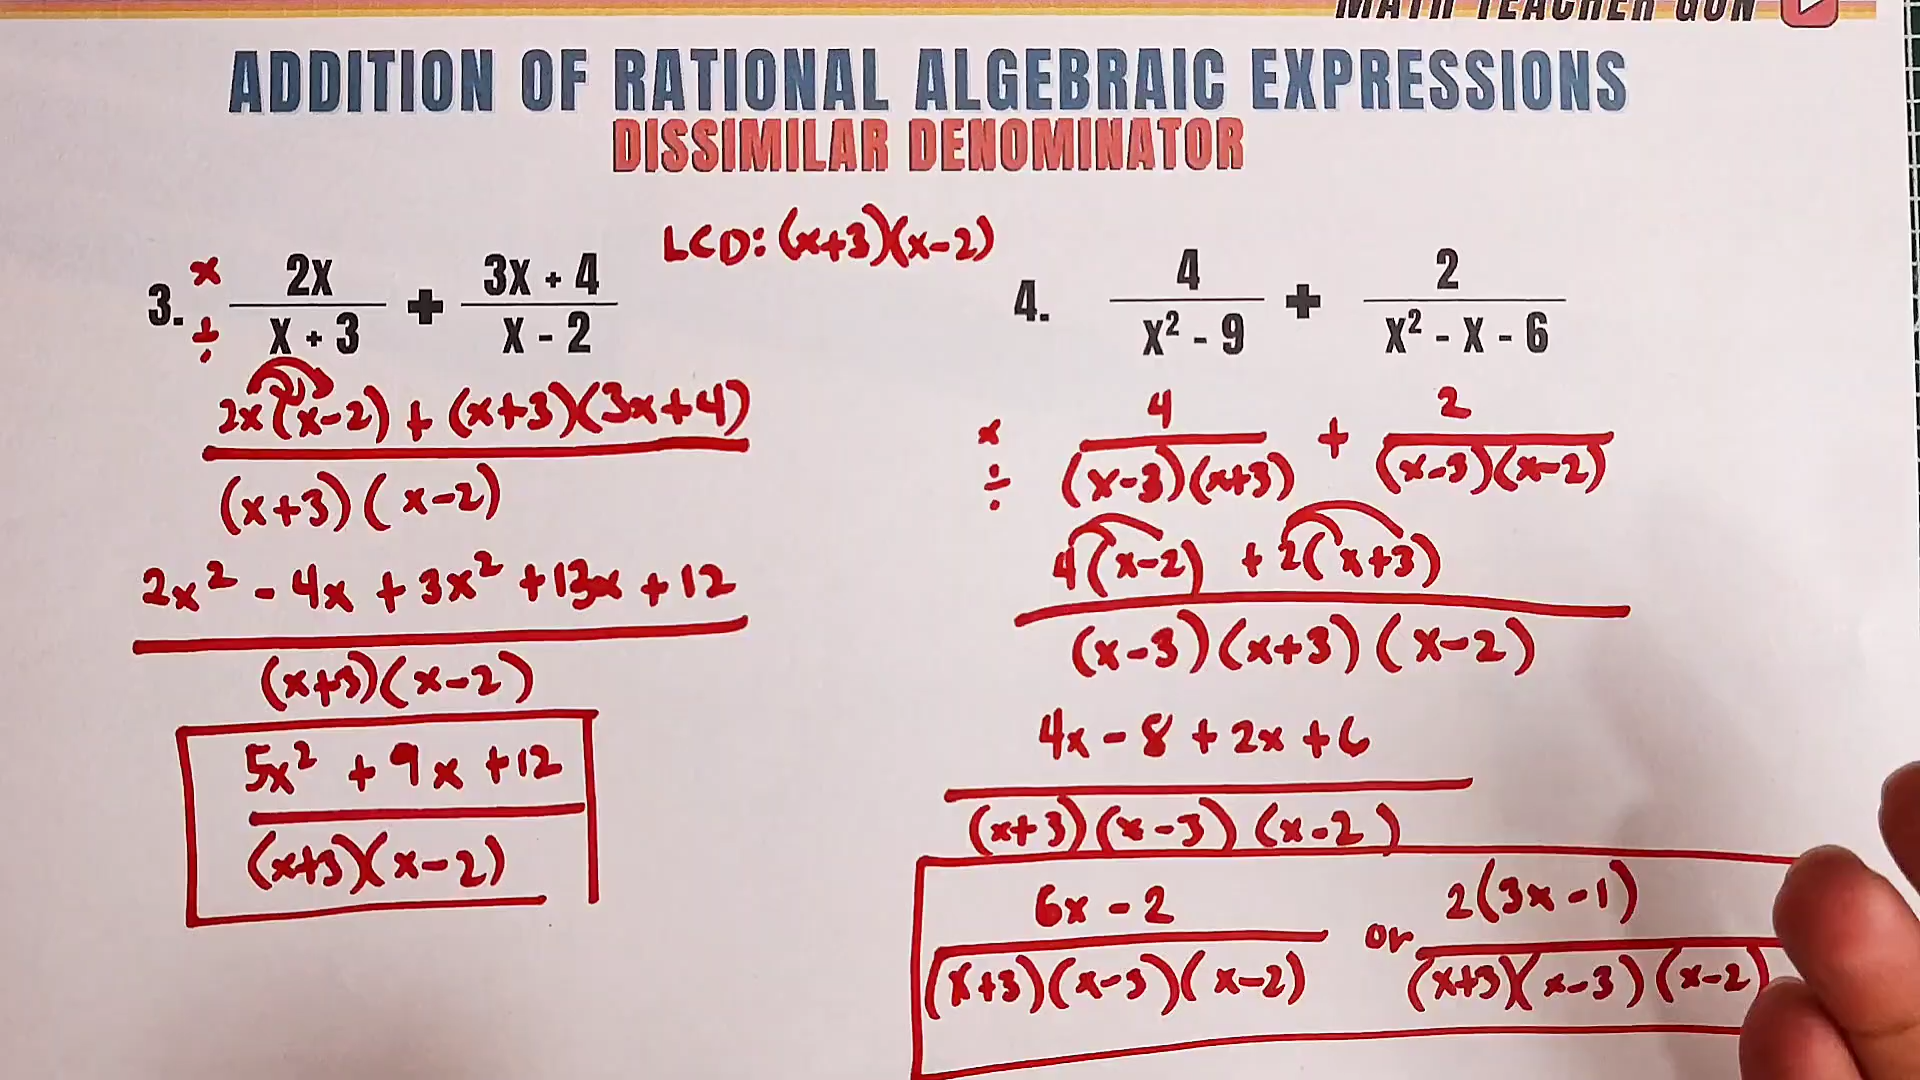 MATH TEACHER GON
ADDITION OF RATIONAL ALGEBRAIC EXPRESSIONS
DISSIMILAR DENOMINATOR
LCD: (x+3)(x-2)
3. × ÷ 2X / X + 3 + 3X + 4 / X - 2
2x(x-2) + (x+3)(3x+4)
(x+3)(x-2)
2x² - 4x + 3x² + 13x + 12
(x+3)(x-2)
5x² + 9x + 12
(x+3)(x-2)
4. 4 / X² - 9 + 2 / X² - X - 6
× ÷ 4 / (x-3)(x+3) + 2 / (x-3)(x-2)
4(x-2) + 2(x+3)
(x-3)(x+3)(x-2)
4x - 8 + 2x + 6
(x+3)(x-3)(x-2)
6x - 2 / (x+3)(x-3)(x-2) or 2(3x-1) / (x+3)(x-3)(x-2)